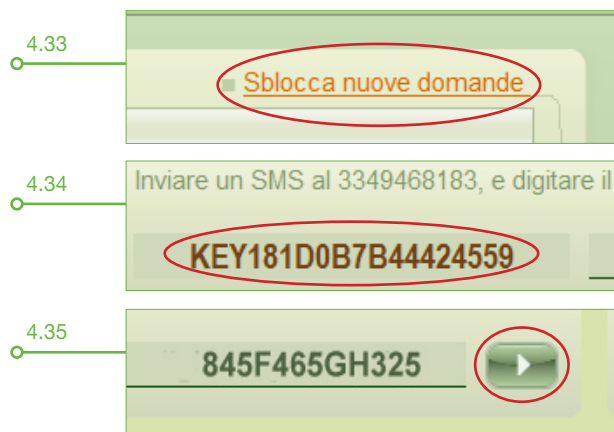 4.33
Sblocca nuove domande
4.34
Inviare un SMS al 3349468183, e digitare il
KEY181D0B7B44424559
4.35
845F465GH325